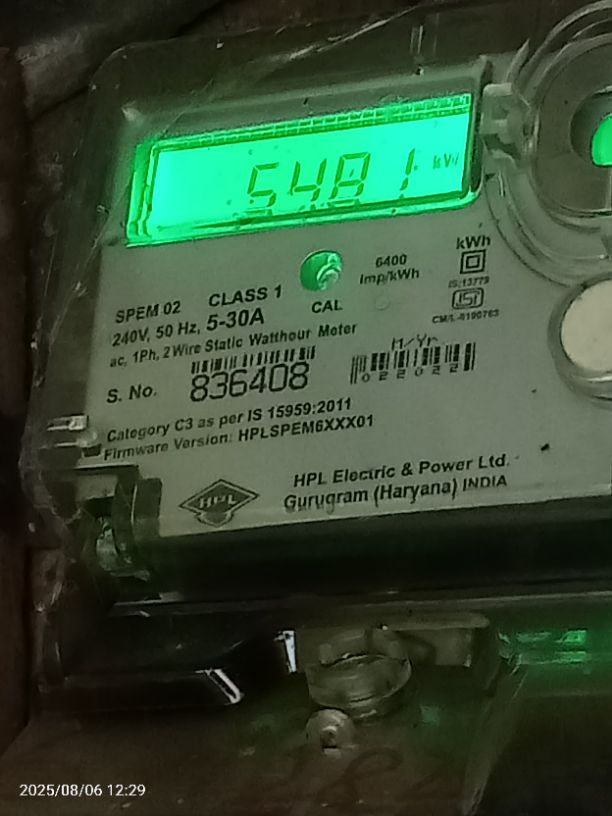 5481 kW
6400
kWh
Imp/kWh
IS:13779
CM/L-0190763
SPEM 02 CLASS 1
CAL
240V, 50 Hz, 5-30A
ac, 1Ph, 2 Wire Static Watthour Meter
M/Yr
S. No. 836408
022022
Category C3 as per IS 15959:2011
Firmware Version: HPLSPEM6XXX01
HPL
HPL Electric & Power Ltd.
Gurugram (Haryana) INDIA
2025/08/06 12:29